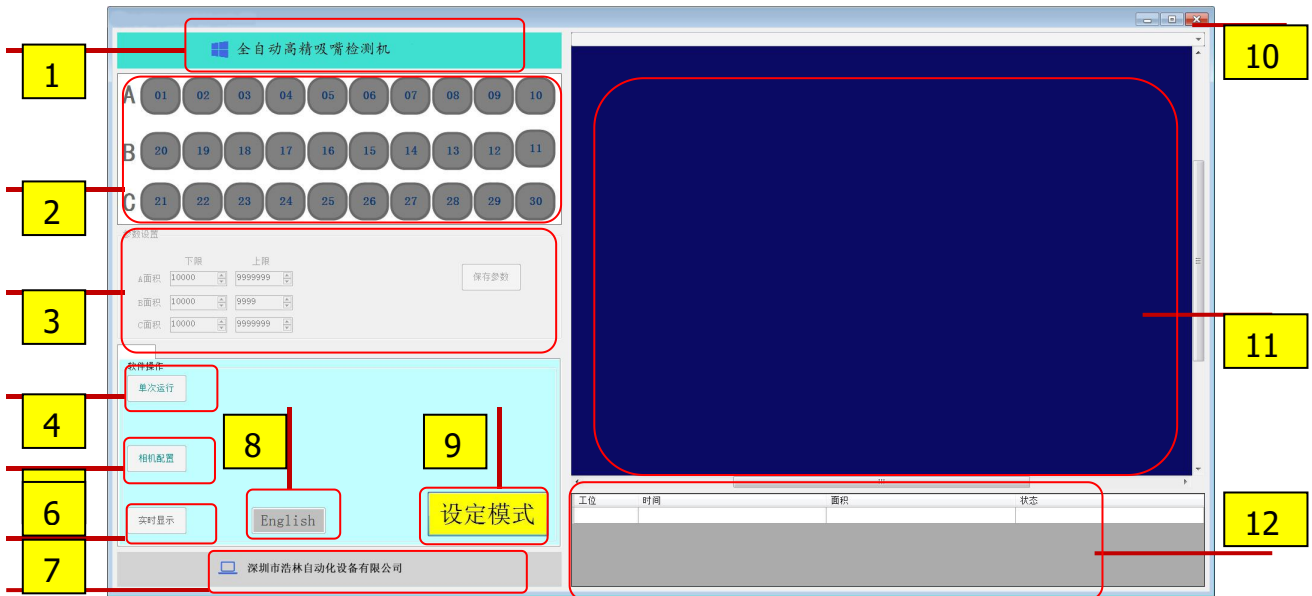 全自动高精吸嘴检测机
1
10
A 01 02 03 04 05 06 07 08 09 10
B 20 19 18 17 16 15 14 13 12 11
2
C 21 22 23 24 25 26 27 28 29 30
参数设置
下限 上限
A面积 10000 9999999 保存参数
B面积 10000 9999
3
C面积 10000 9999999
11
软件操作
单次运行
4
8
9
相机配置
6
实时显示
English
设定模式
工位 时间 面积 状态
12
7
深圳市浩林自动化设备有限公司